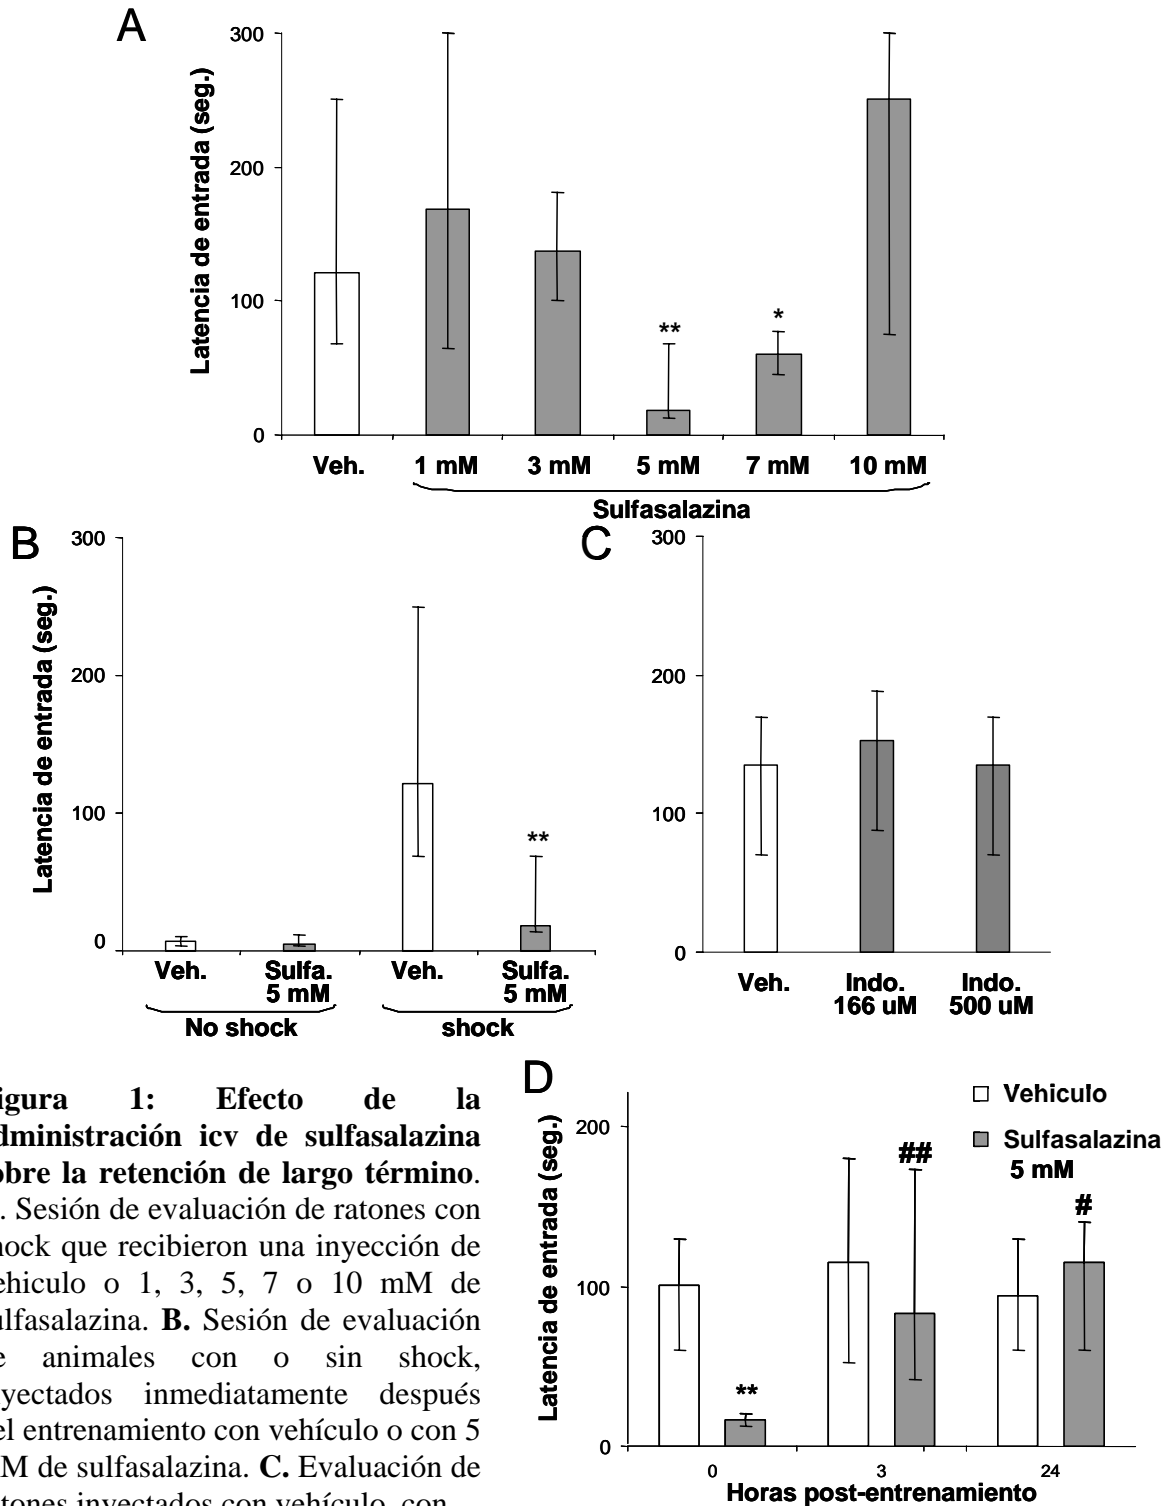 A
Latencia de entrada (seg.)
300
200
100
0
** *
Veh. 1 mM 3 mM 5 mM 7 mM 10 mM
Sulfasalazina
B
Latencia de entrada (seg.)
300
200
100
0
**
Veh. Sulfa. Veh. Sulfa.
5 mM 5 mM
No shock shock
C
300
200
100
0
Veh. Indo. Indo.
166 uM 500 uM
igura 1: Efecto de la
dministración icv de sulfasalazina
obre la retención de largo término.
. Sesión de evaluación de ratones con
hock que recibieron una inyección de
ehiculo o 1, 3, 5, 7 o 10 mM de
ulfasalazina. B. Sesión de evaluación
e animales con o sin shock,
yectados inmediatamente después
el entrenamiento con vehículo o con 5
M de sulfasalazina. C. Evaluación de
tones inyectados con vehículo, con
D
Vehiculo
Sulfasalazina
5 mM
Latencia de entrada (seg.)
200
100
0
** ## #
0 3 24
Horas post-entrenamiento